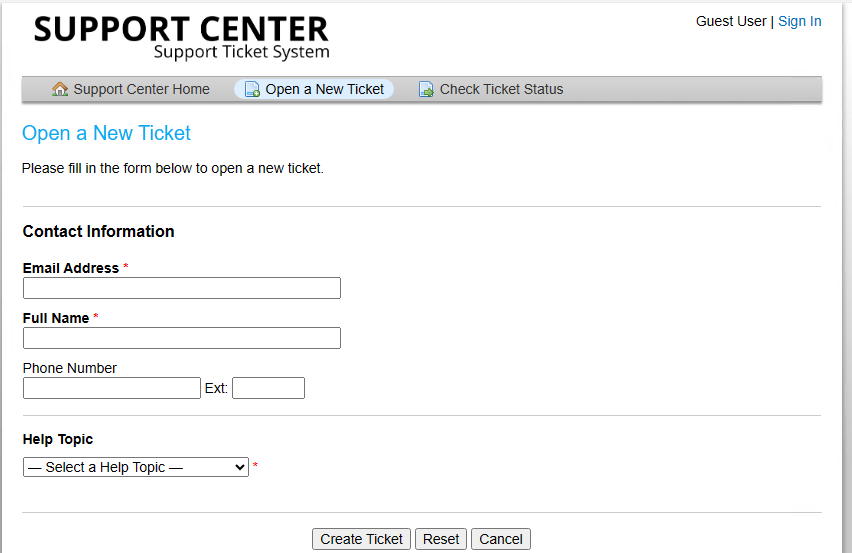 SUPPORT CENTER
Support Ticket System
Guest User | Sign In
Support Center Home Open a New Ticket Check Ticket Status
Open a New Ticket
Please fill in the form below to open a new ticket.
Contact Information
Email Address *
Full Name *
Phone Number
Ext:
Help Topic
— Select a Help Topic — *
Create Ticket Reset Cancel